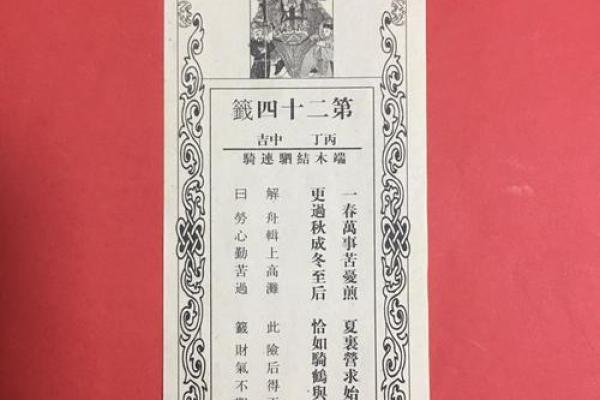 第二十四籤
丙丁 中吉
端木結駟連騎
一春萬事苦憂煎 夏裏營求始
更過秋成冬至后 恰如騎鶴與
解 舟輯上高灘 此險后得
曰 勞心勤苦過 籤財氣不